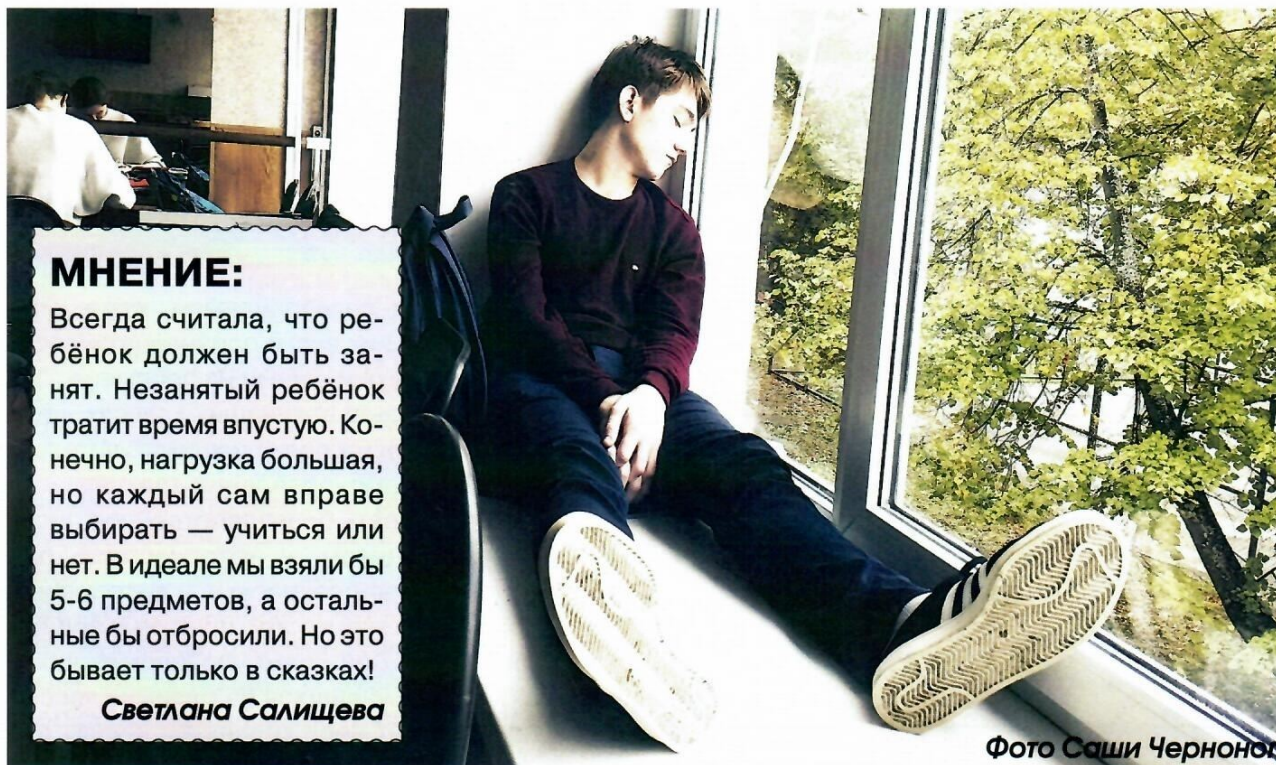 МНЕНИЕ:
Всегда считала, что ре-
бёнок должен быть за-
нят. Незанятый ребёнок
тратит время впустую. Ко-
нечно, нагрузка большая,
но каждый сам вправе
выбирать — учиться или
нет. В идеале мы взяли бы
5-6 предметов, а осталь-
ные бы отбросили. Но это
бывает только в сказках!
Светлана Салищева
Фото Саши